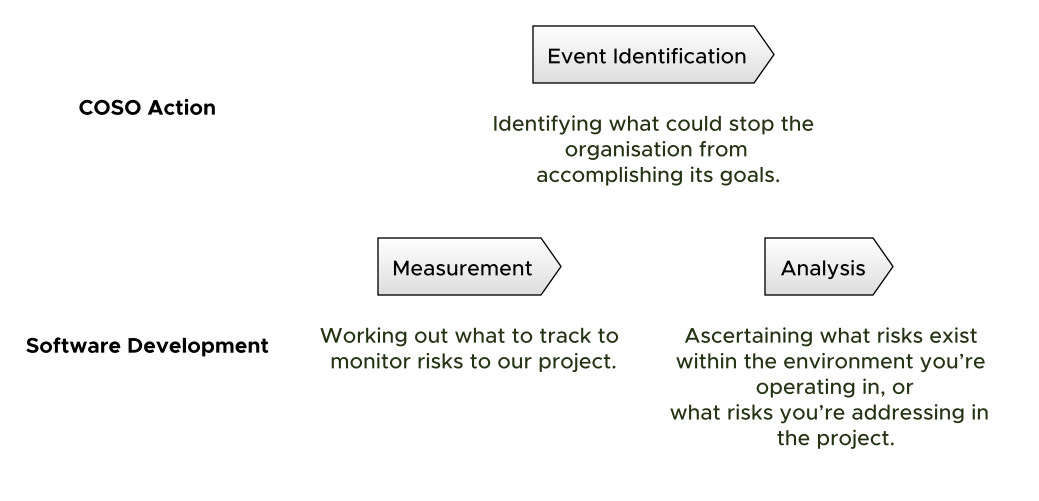 Event Identification
COSO Action
Identifying what could stop the
organisation from
accomplishing its goals.
Measurement
Analysis
Software Development
Working out what to track to
monitor risks to our project.
Ascertaining what risks exist
within the environment you’re
operating in, or
what risks you’re addressing in
the project.